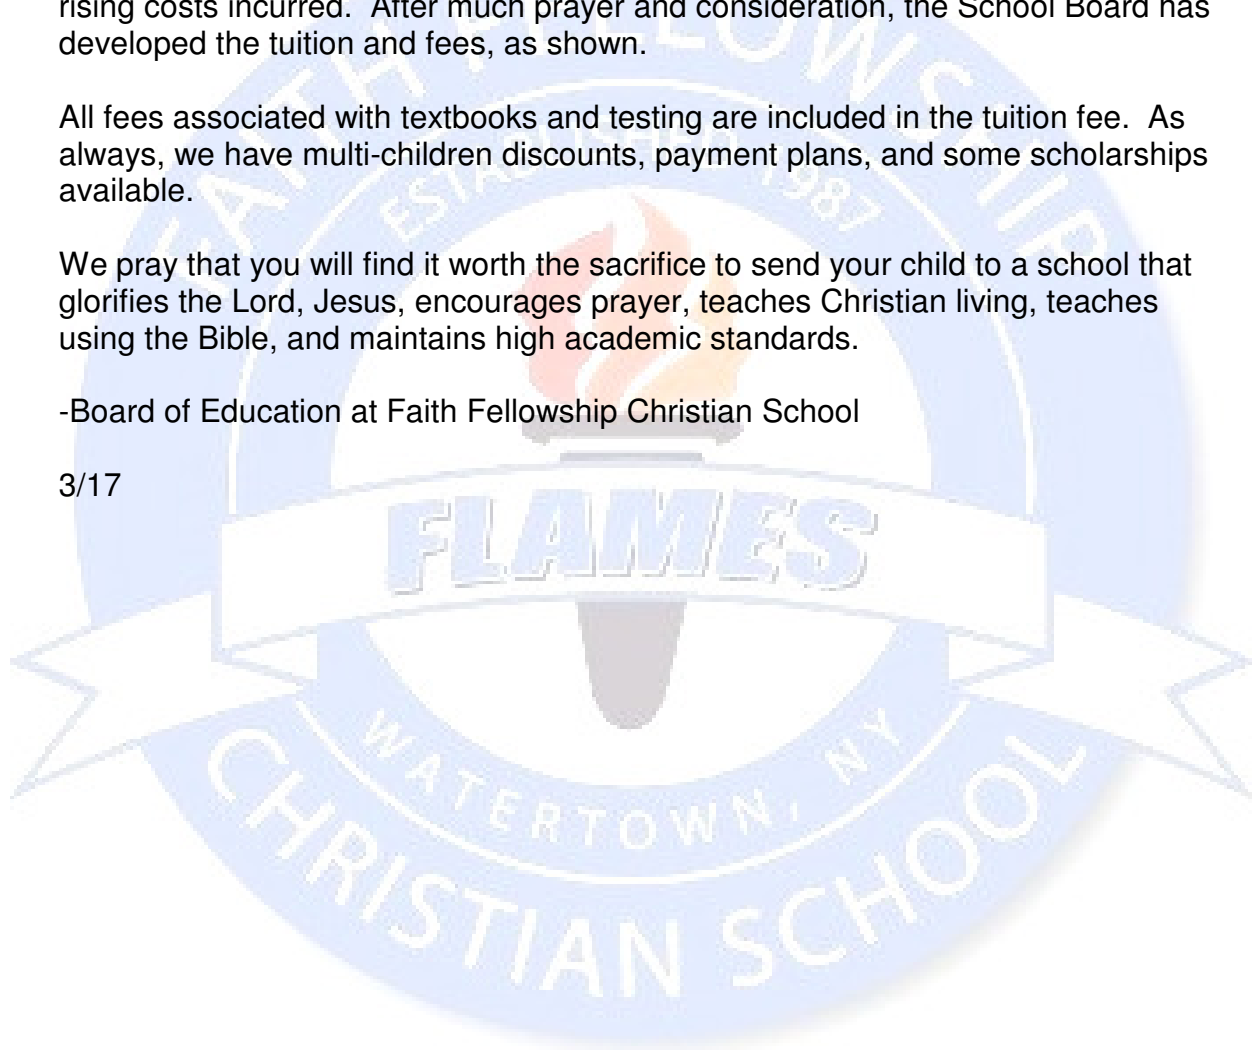 rising costs incurred.  After much prayer and consideration, the School Board has
developed the tuition and fees, as shown.
All fees associated with textbooks and testing are included in the tuition fee.  As
always, we have multi-children discounts, payment plans, and some scholarships
available.
We pray that you will find it worth the sacrifice to send your child to a school that
glorifies the Lord, Jesus, encourages prayer, teaches Christian living, teaches
using the Bible, and maintains high academic standards.
-Board of Education at Faith Fellowship Christian School
3/17
FAITH FELLOWSHIP
ESTABLISHED 1987
FLAMES
WATERTOWN, NY
CHRISTIAN SCHOOL